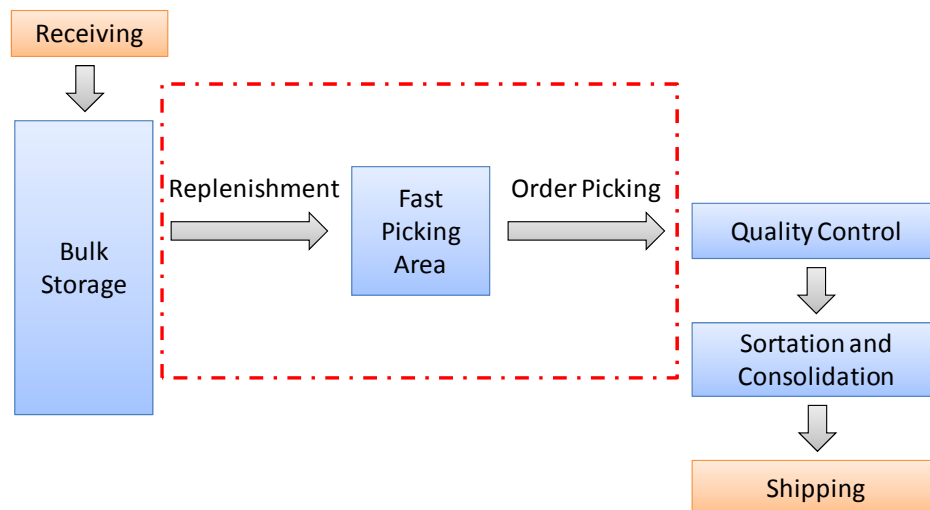 Receiving
Bulk
Storage
Replenishment
Fast
Picking
Area
Order Picking
Quality Control
Sortation and
Consolidation
Shipping